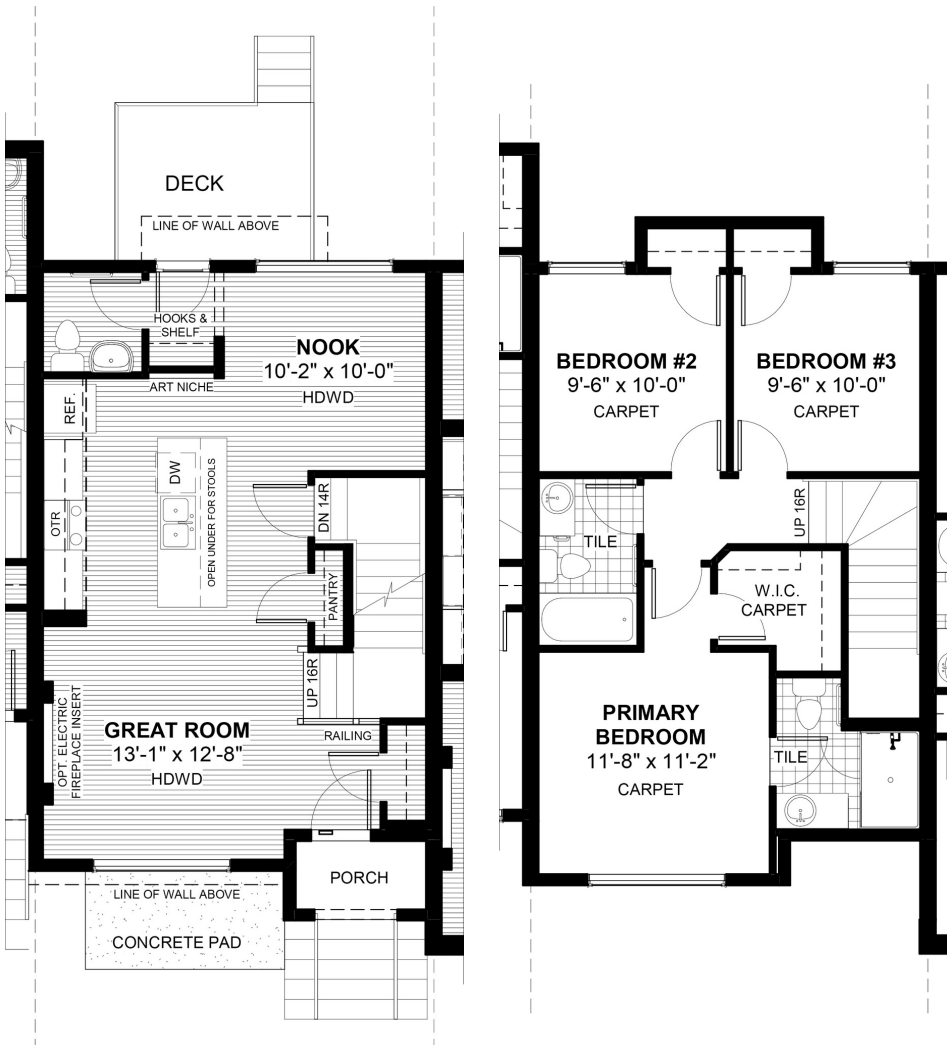 DECK
LINE OF WALL ABOVE
HOOKS &
SHELF
NOOK
10'-2" x 10'-0"
HDWD
ART NICHE
REF.
DW
OTR
OPEN UNDER FOR STOOLS
DN 14R
PANTRY
UP 16R
RAILING
OPT. ELECTRIC
FIREPLACE INSERT
GREAT ROOM
13'-1" x 12'-8"
HDWD
PORCH
LINE OF WALL ABOVE
CONCRETE PAD
BEDROOM #2
9'-6" x 10'-0"
CARPET
BEDROOM #3
9'-6" x 10'-0"
CARPET
TILE
UP 16R
W.I.C.
CARPET
PRIMARY
BEDROOM
11'-8" x 11'-2"
CARPET
TILE